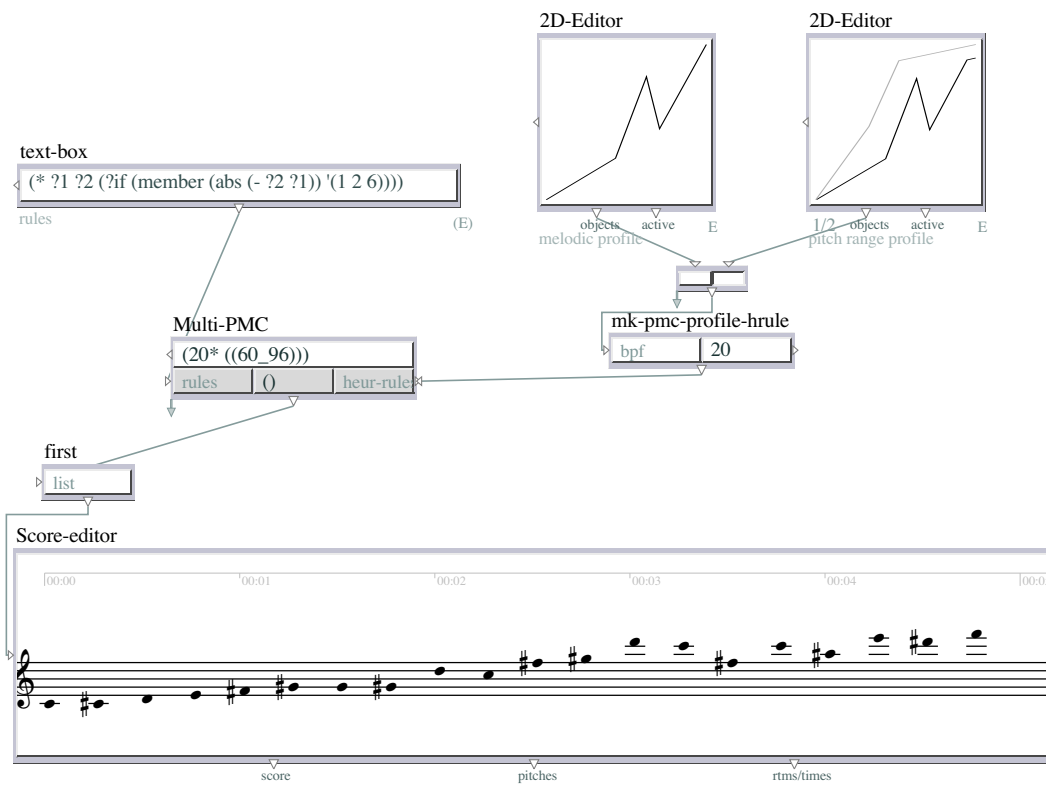 2D-Editor
2D-Editor
text-box
(* ?1 ?2 (?if (member (abs (- ?2 ?1)) '(1 2 6))))
rules
(E)
objects
active
E
melodic profile
1/2
objects
active
E
pitch range profile
Multi-PMC
(20* ((60_96)))
rules
()
heur-rule
mk-pmc-profile-hrule
bpf
20
first
list
Score-editor
00:00
00:01
00:02
00:03
00:04
00:0
score
pitches
rtms/times